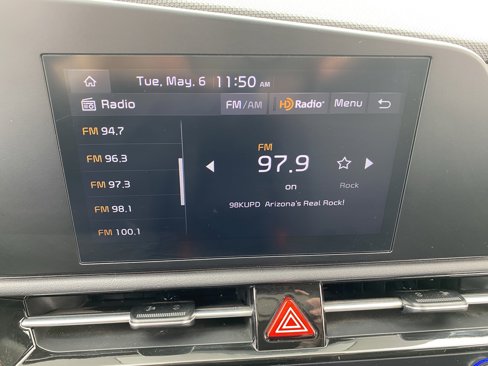 Tue, May. 6 11:50 AM
Radio FM/AM HD Radio Menu
FM 94.7
FM 96.3
FM 97.3
FM 98.1
FM 100.1
FM
97.9
on
Rock
98KUPD Arizona's Real Rock!